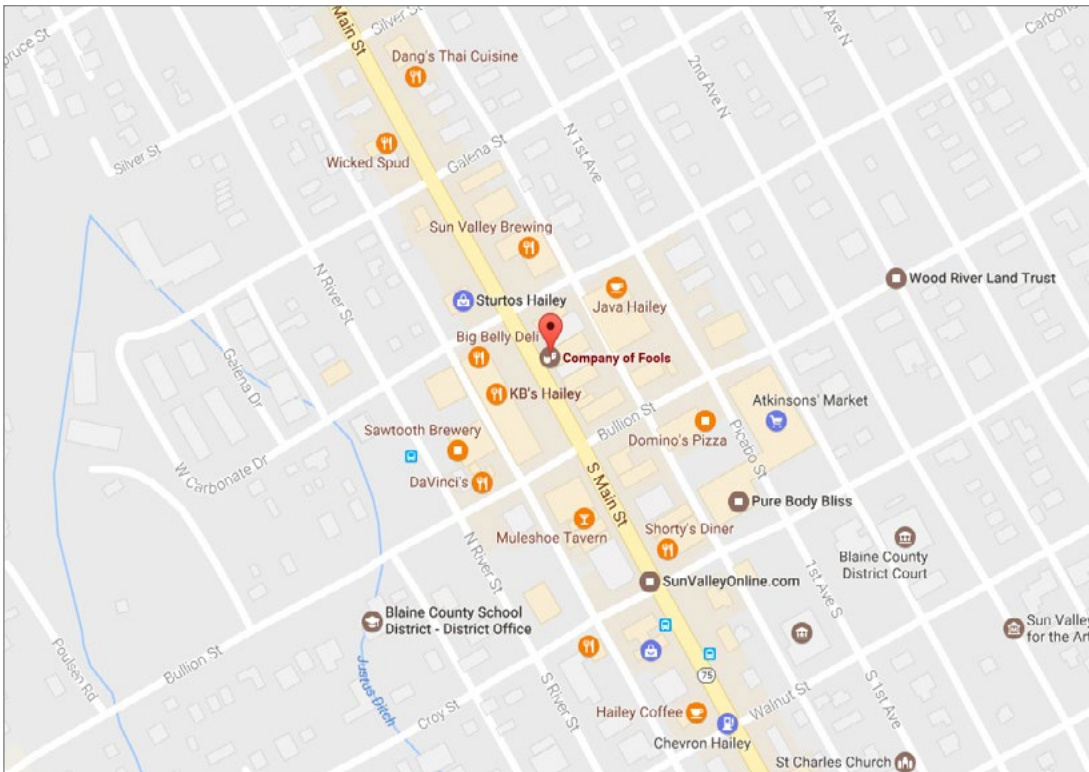 Main St
Silver St
Carbona
Ave N
pruce St
Dang's Thai Cuisine
2nd Ave N
N 1st Ave
Silver St
Wicked Spud
Galena St
Sun Valley Brewing
Wood River Land Trust
N River St
Java Hailey
Sturtos Hailey
Big Belly Deli
Company of Fools
Galena Dr
KB's Hailey
Atkinsons' Market
Bullion St
Sawtooth Brewery
Domino's Pizza
Picabo St
W Carbonate Dr
DaVinci's
S Main St
Pure Body Bliss
Muleshoe Tavern
Shorty's Diner
Blaine County
District Court
N River St
SunValleyOnline.com
1st Ave S
Blaine County School
District - District Office
Sun Valley
for the Art
Poulsen Rd
Bullion St
Justus Ditch
S River St
75
S 1st Ave
Croy St
Hailey Coffee
Walnut St
Chevron Hailey
St Charles Church